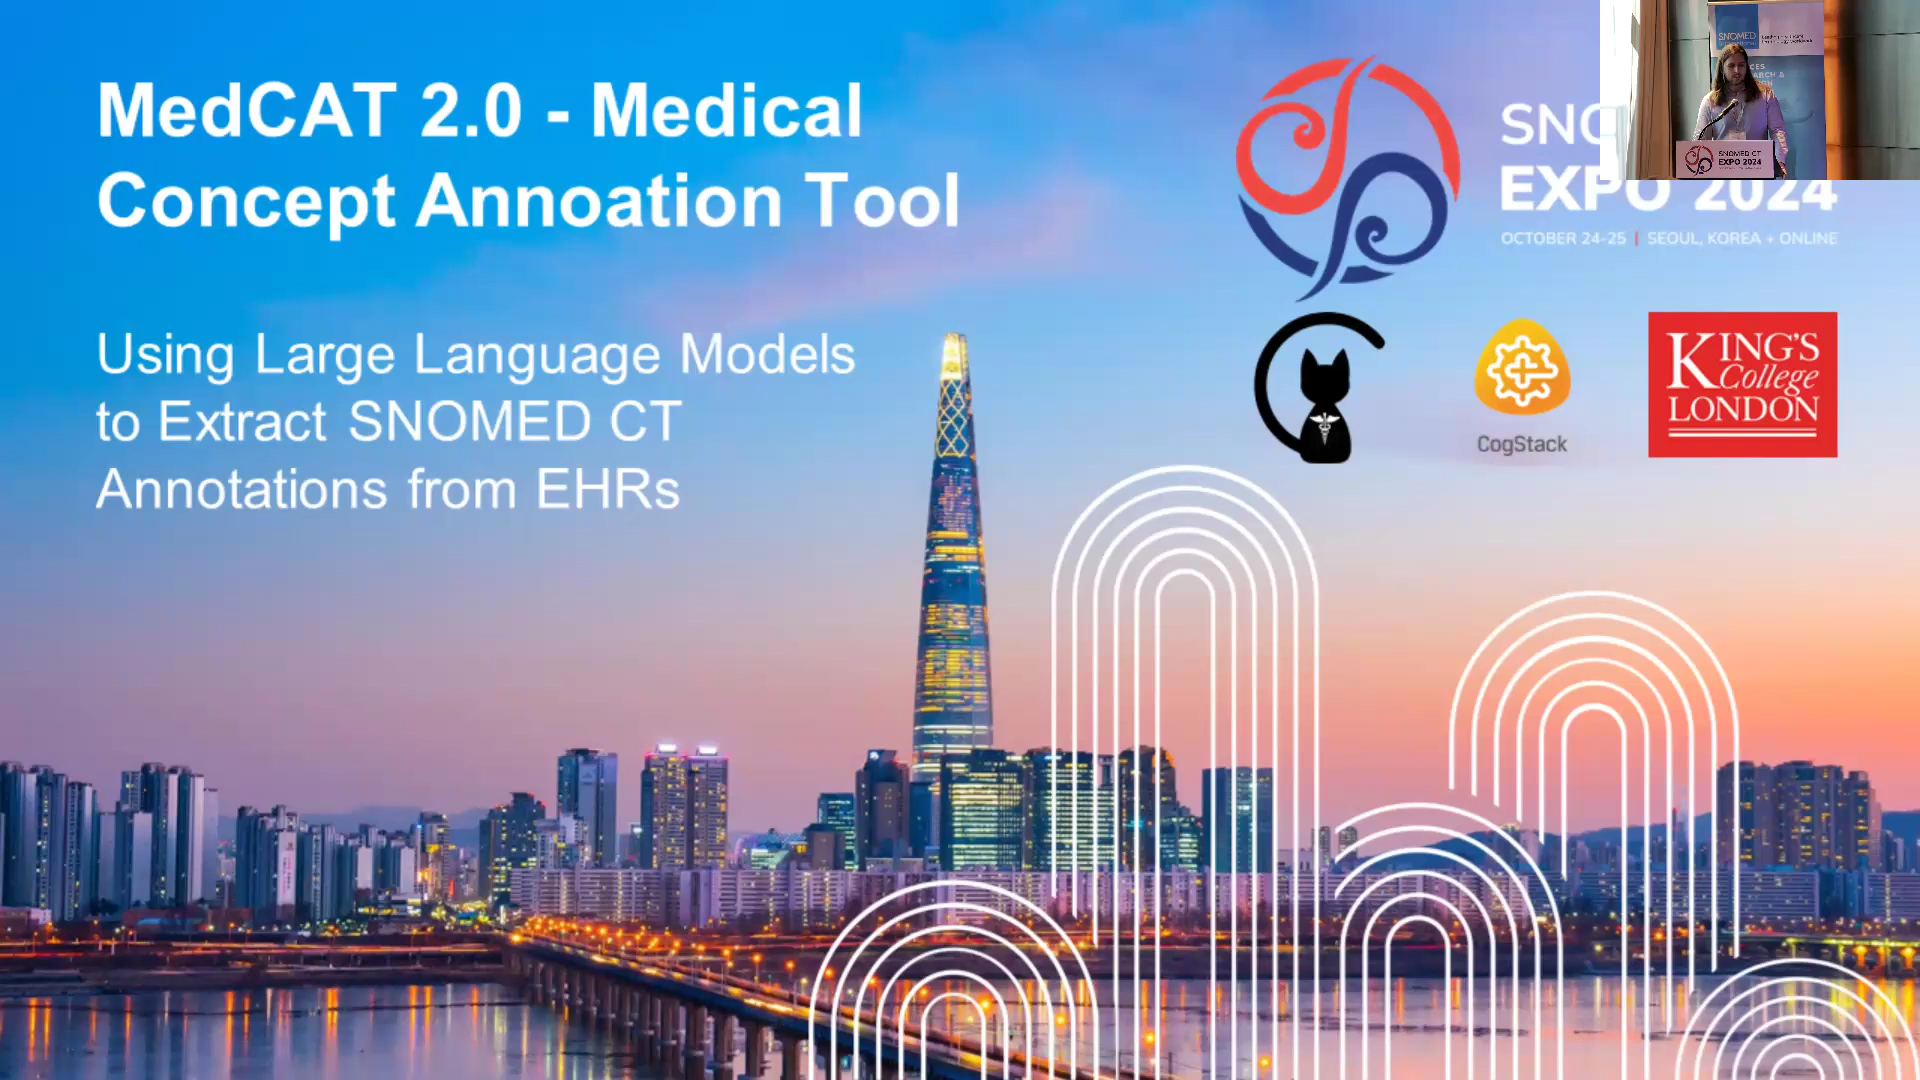 MedCAT 2.0 - Medical
Concept Annoation Tool
Using Large Language Models
to Extract SNOMED CT
Annotations from EHRs
SNO
EXPO 2024
OCTOBER 24-25 | SEOUL, KOREA + ONLINE
CogStack
KING'S
College
LONDON
SNOMED
SNOMED CT
EXPO 2024